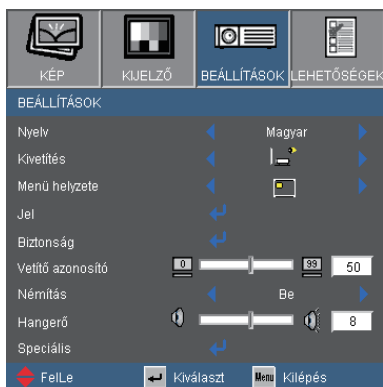 KÉP KIJELZŐ BEÁLLÍTÁSOK LEHETŐSÉGEK
BEÁLLÍTÁSOK
Nyelv Magyar
Kivetítés
Menü helyzete
Jel
Biztonság
Vetítő azonosító 0 99 50
Némítás Be
Hangerő 8
Speciális
FelLe Kiválaszt Menu Kilépés